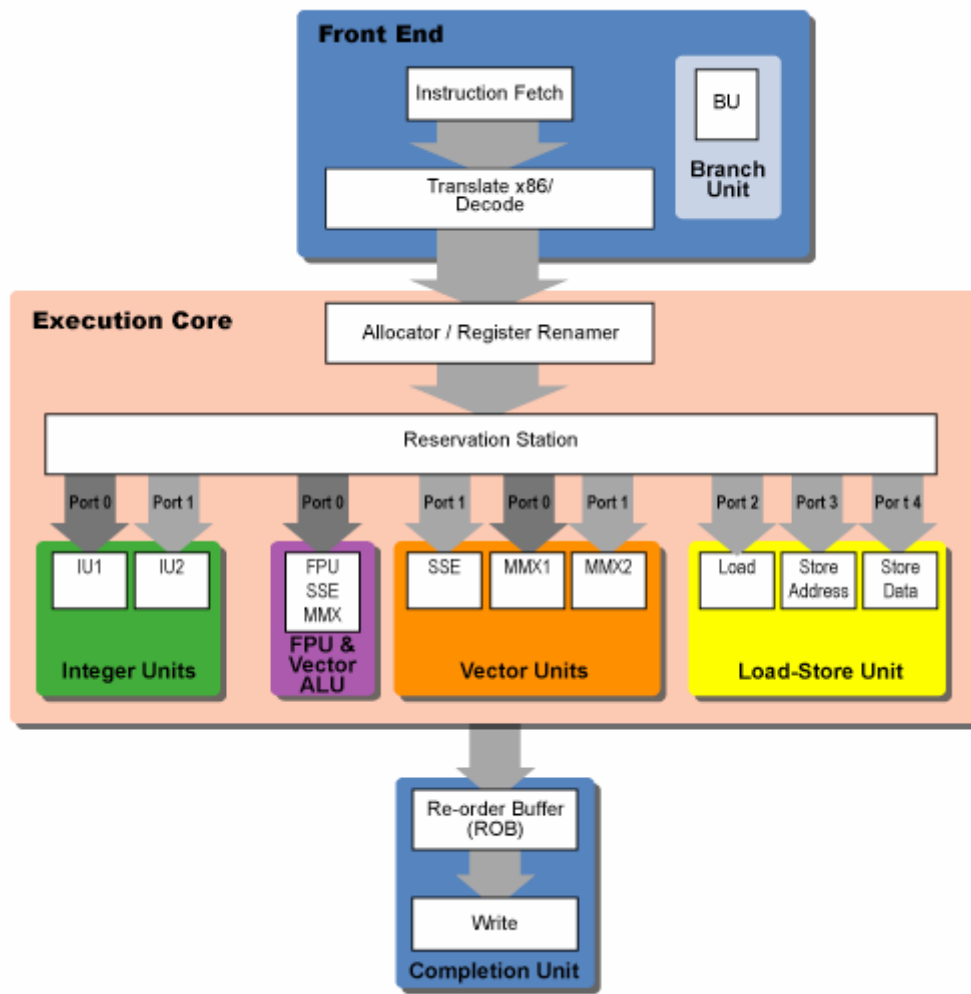 Front End
Instruction Fetch
BU
Branch
Unit
Translate x86/
Decode
Execution Core
Allocator / Register Renamer
Reservation Station
Port 0
Port 1
Port 0
Port 1
Port 0
Port 1
Port 2
Port 3
Por t 4
IU1
IU2
Integer Units
FPU
SSE
MMX
FPU &
Vector
ALU
SSE
MMX1
MMX2
Vector Units
Load
Store
Address
Store
Data
Load-Store Unit
Re-order Buffer
(ROB)
Write
Completion Unit